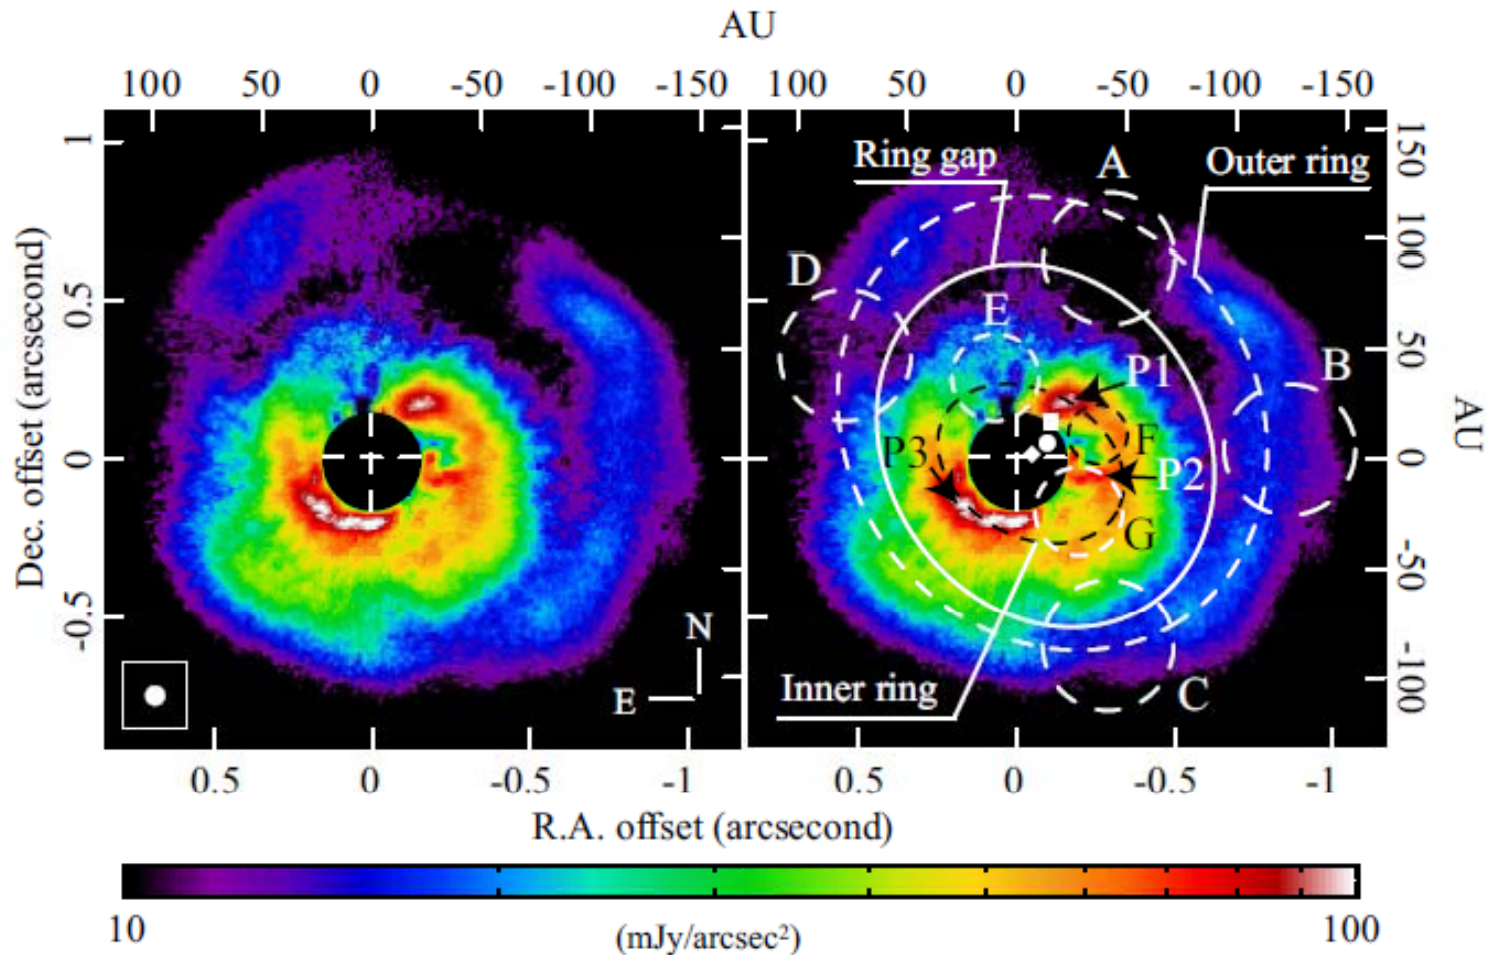 AU
100 50 0 -50 -100 -150 100 50 0 -50 -100 -150
Dec. offset (arcsecond)
1
0.5
0
-0.5
N
E
Ring gap
A
Outer ring
D
E
P1
B
P3
F
P2
G
Inner ring
C
150
100
50
0
-50
-100
AU
0.5 0 -0.5 -1 0.5 0 -0.5 -1
R.A. offset (arcsecond)
10 (mJy/arcsec²) 100